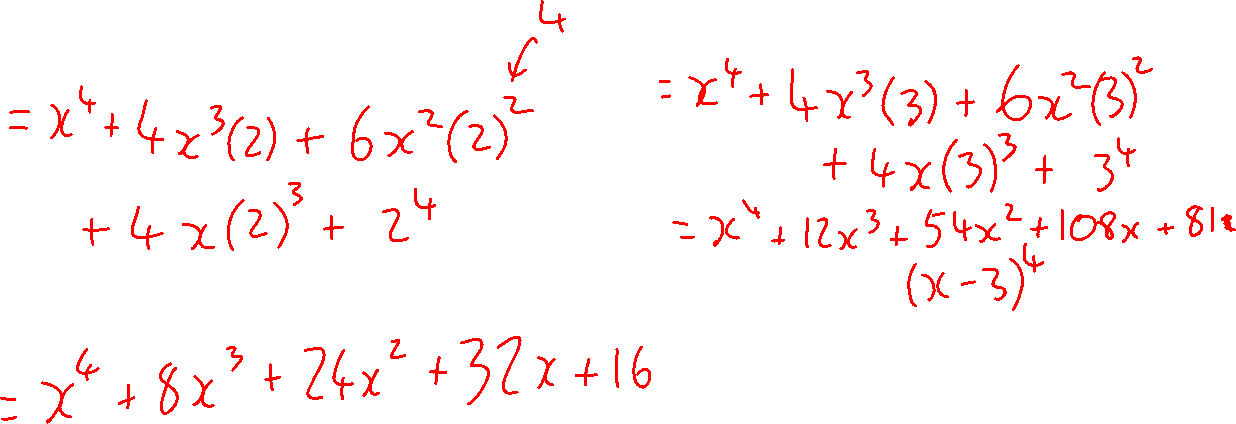 4
= x⁴ + 4x³(2) + 6x²(2)²
+ 4x(2)³ + 2⁴
= x⁴ + 8x³ + 24x² + 32x + 16
= x⁴ + 4x³(3) + 6x²(3)²
+ 4x(3)³ + 3⁴
= x⁴ + 12x³ + 54x² + 108x + 81
(x - 3)⁴